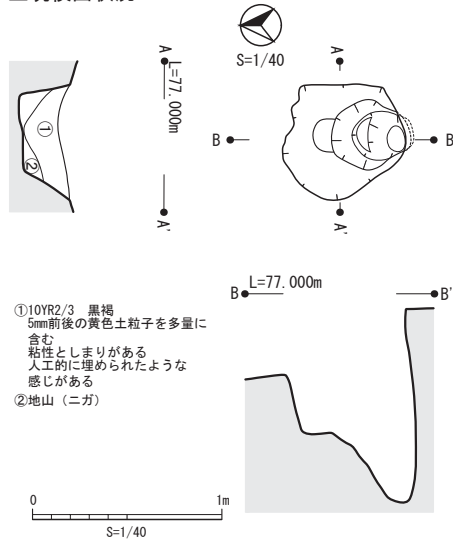 S=1/40
A
L=77.000m
A'
①
②
A
B
B
A'
①10YR2/3 黒褐
5mm前後の黄色土粒子を多量に
含む
粘性としまりがある
人工的に埋められたような
感じがある
②地山（ニガ）
B L=77.000m B'
0 1m
S=1/40